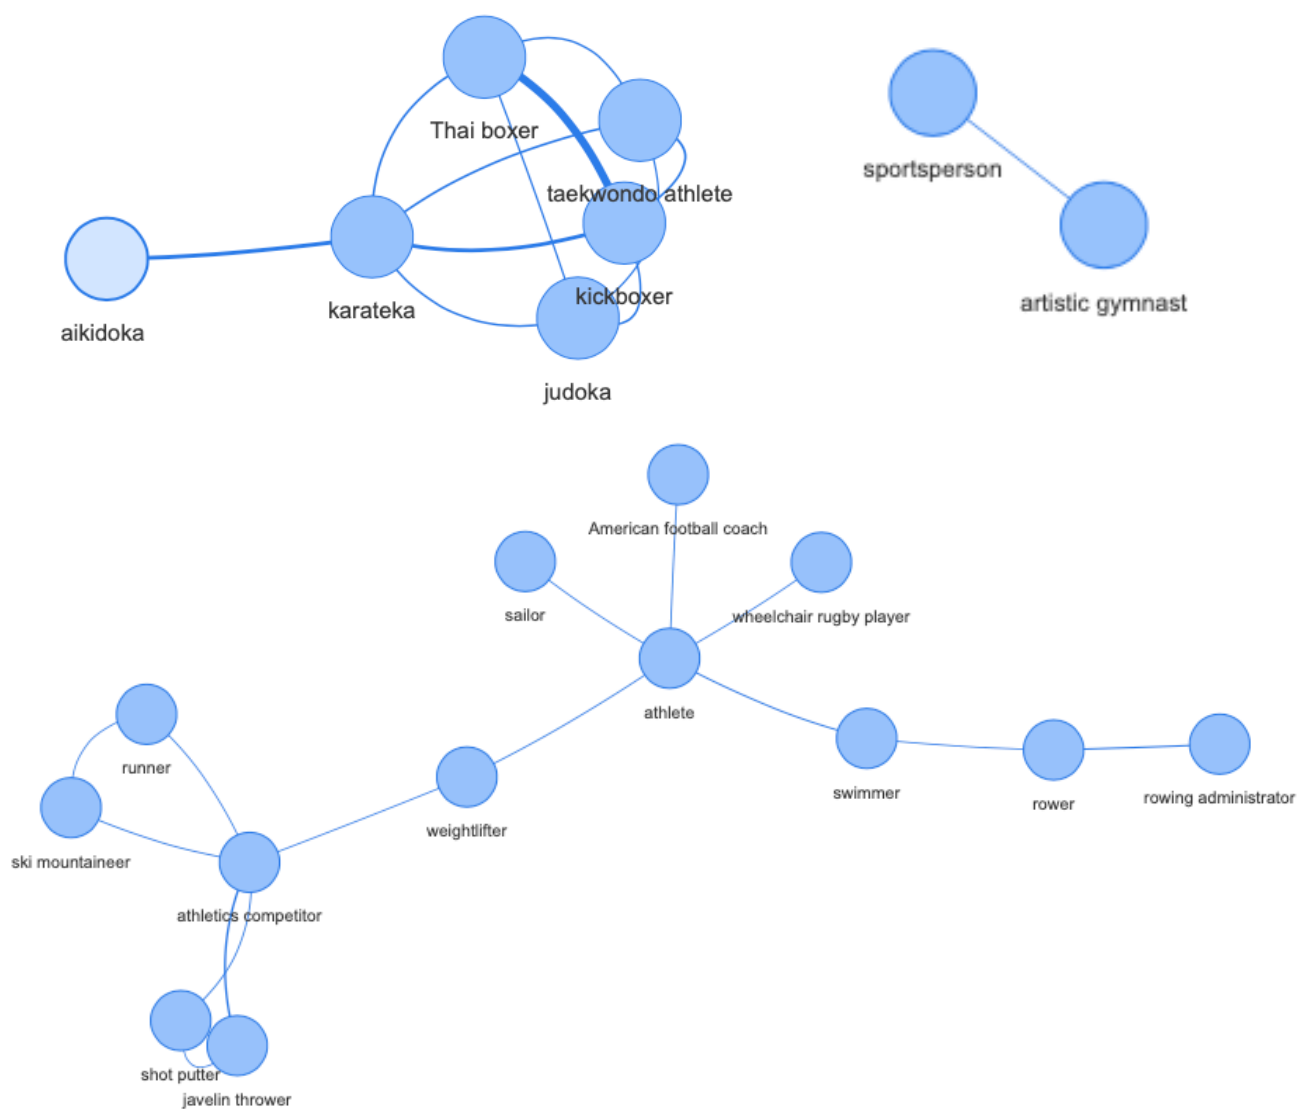 Thai boxer
sportsperson
taekwondo athlete
kickboxer
artistic gymnast
karateka
aikidoka
judoka
American football coach
sailor
wheelchair rugby player
athlete
runner
swimmer
rower
rowing administrator
weightlifter
ski mountaineer
athletics competitor
shot putter
javelin thrower